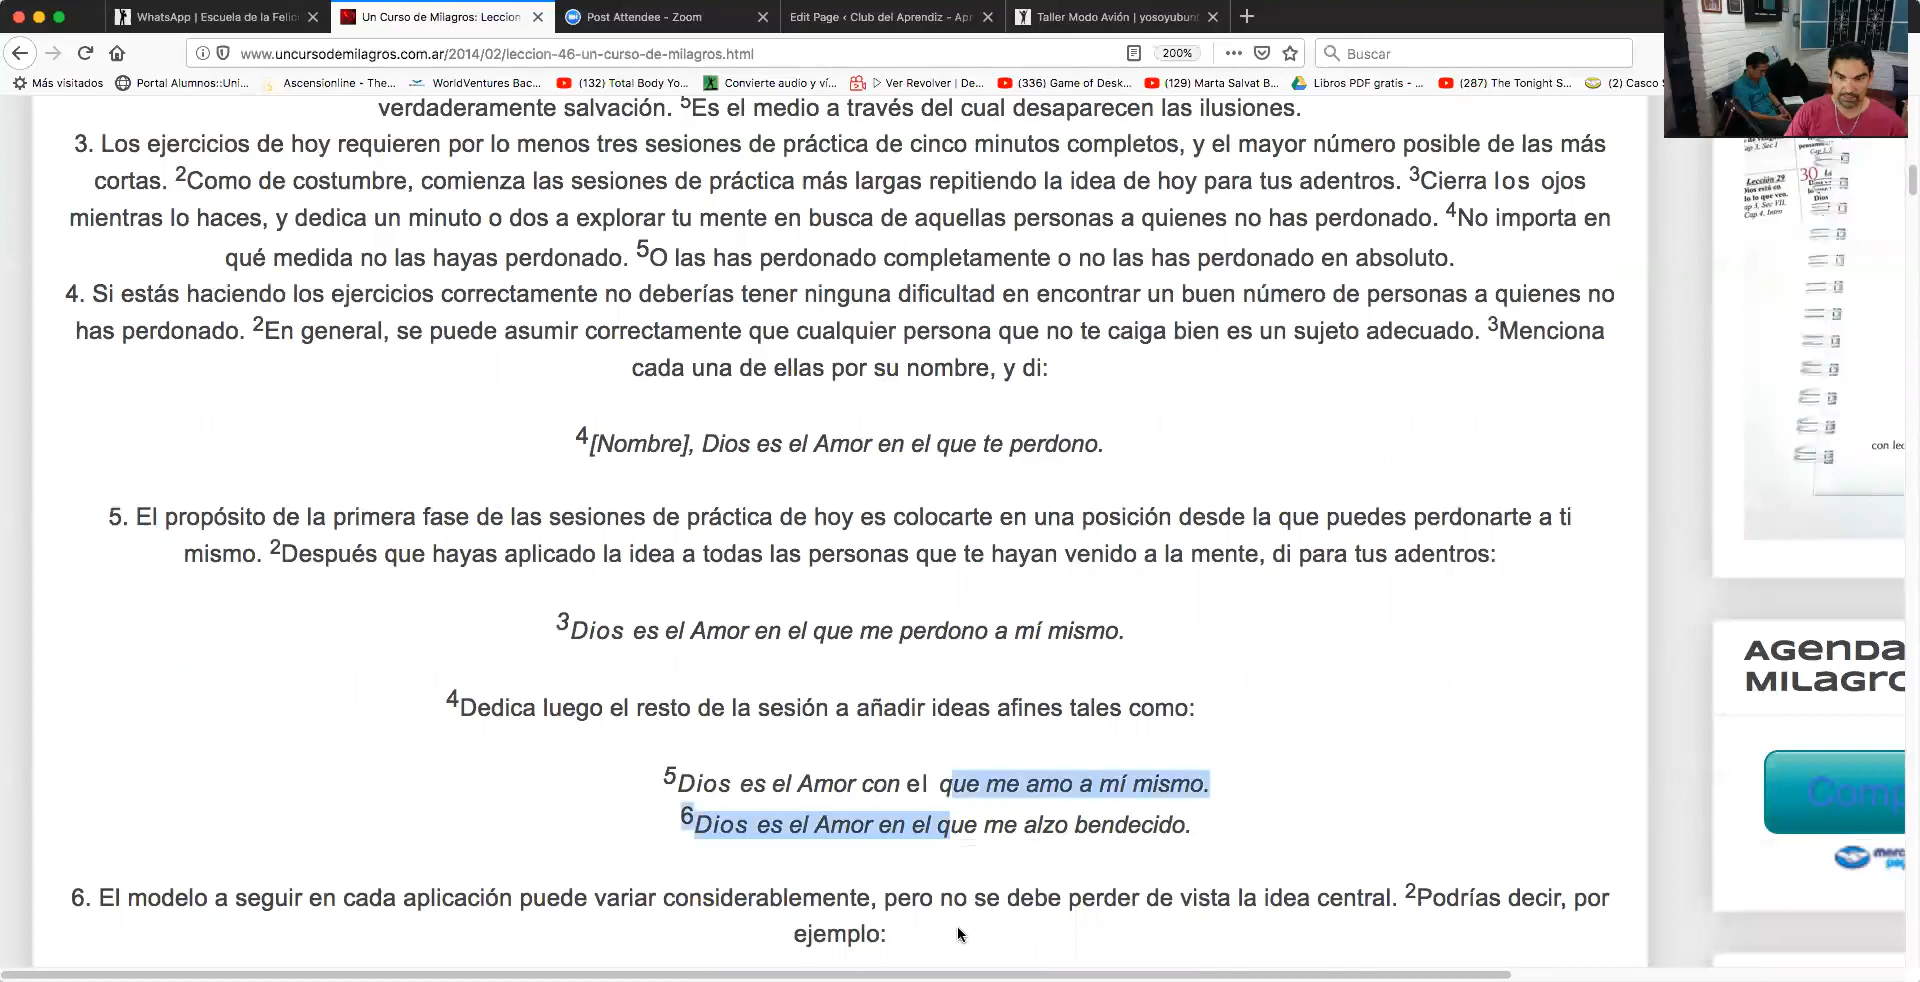 WhatsApp | Escuela de la Felic
Un Curso de Milagros: Leccion
Post Attendee - Zoom
Edit Page ‹ Club del Aprendiz - Apr
Taller Modo Avión | yosoyubunt
www.uncursodemilagros.com.ar/2014/02/leccion-46-un-curso-de-milagros.html
200%
Buscar
Más visitados
Portal Alumnos::Uni...
Ascensionline - The...
WorldVentures Bac...
(132) Total Body Yo...
Convierte audio y ví...
Ver Revolver | De...
(336) Game of Desk...
(129) Marta Salvat B...
Libros PDF gratis - ...
(287) The Tonight S...
(2) Casco
verdaderamente salvación. 5Es el medio a través del cual desaparecen las ilusiones.
3. Los ejercicios de hoy requieren por lo menos tres sesiones de práctica de cinco minutos completos, y el mayor número posible de las más
cortas. 2Como de costumbre, comienza las sesiones de práctica más largas repitiendo la idea de hoy para tus adentros. 3Cierra los ojos
mientras lo haces, y dedica un minuto o dos a explorar tu mente en busca de aquellas personas a quienes no has perdonado. 4No importa en
qué medida no las hayas perdonado. 5O las has perdonado completamente o no las has perdonado en absoluto.
4. Si estás haciendo los ejercicios correctamente no deberías tener ninguna dificultad en encontrar un buen número de personas a quienes no
has perdonado. 2En general, se puede asumir correctamente que cualquier persona que no te caiga bien es un sujeto adecuado. 3Menciona
cada una de ellas por su nombre, y di:
4[Nombre], Dios es el Amor en el que te perdono.
5. El propósito de la primera fase de las sesiones de práctica de hoy es colocarte en una posición desde la que puedes perdonarte a ti
mismo. 2Después que hayas aplicado la idea a todas las personas que te hayan venido a la mente, di para tus adentros:
3Dios es el Amor en el que me perdono a mí mismo.
4Dedica luego el resto de la sesión a añadir ideas afines tales como:
5Dios es el Amor con el que me amo a mí mismo.
6Dios es el Amor en el que me alzo bendecido.
6. El modelo a seguir en cada aplicación puede variar considerablemente, pero no se debe perder de vista la idea central. 2Podrías decir, por
ejemplo:
Lección 29
30
Dios
con lec
AGENDA
MILAGRO
Comp